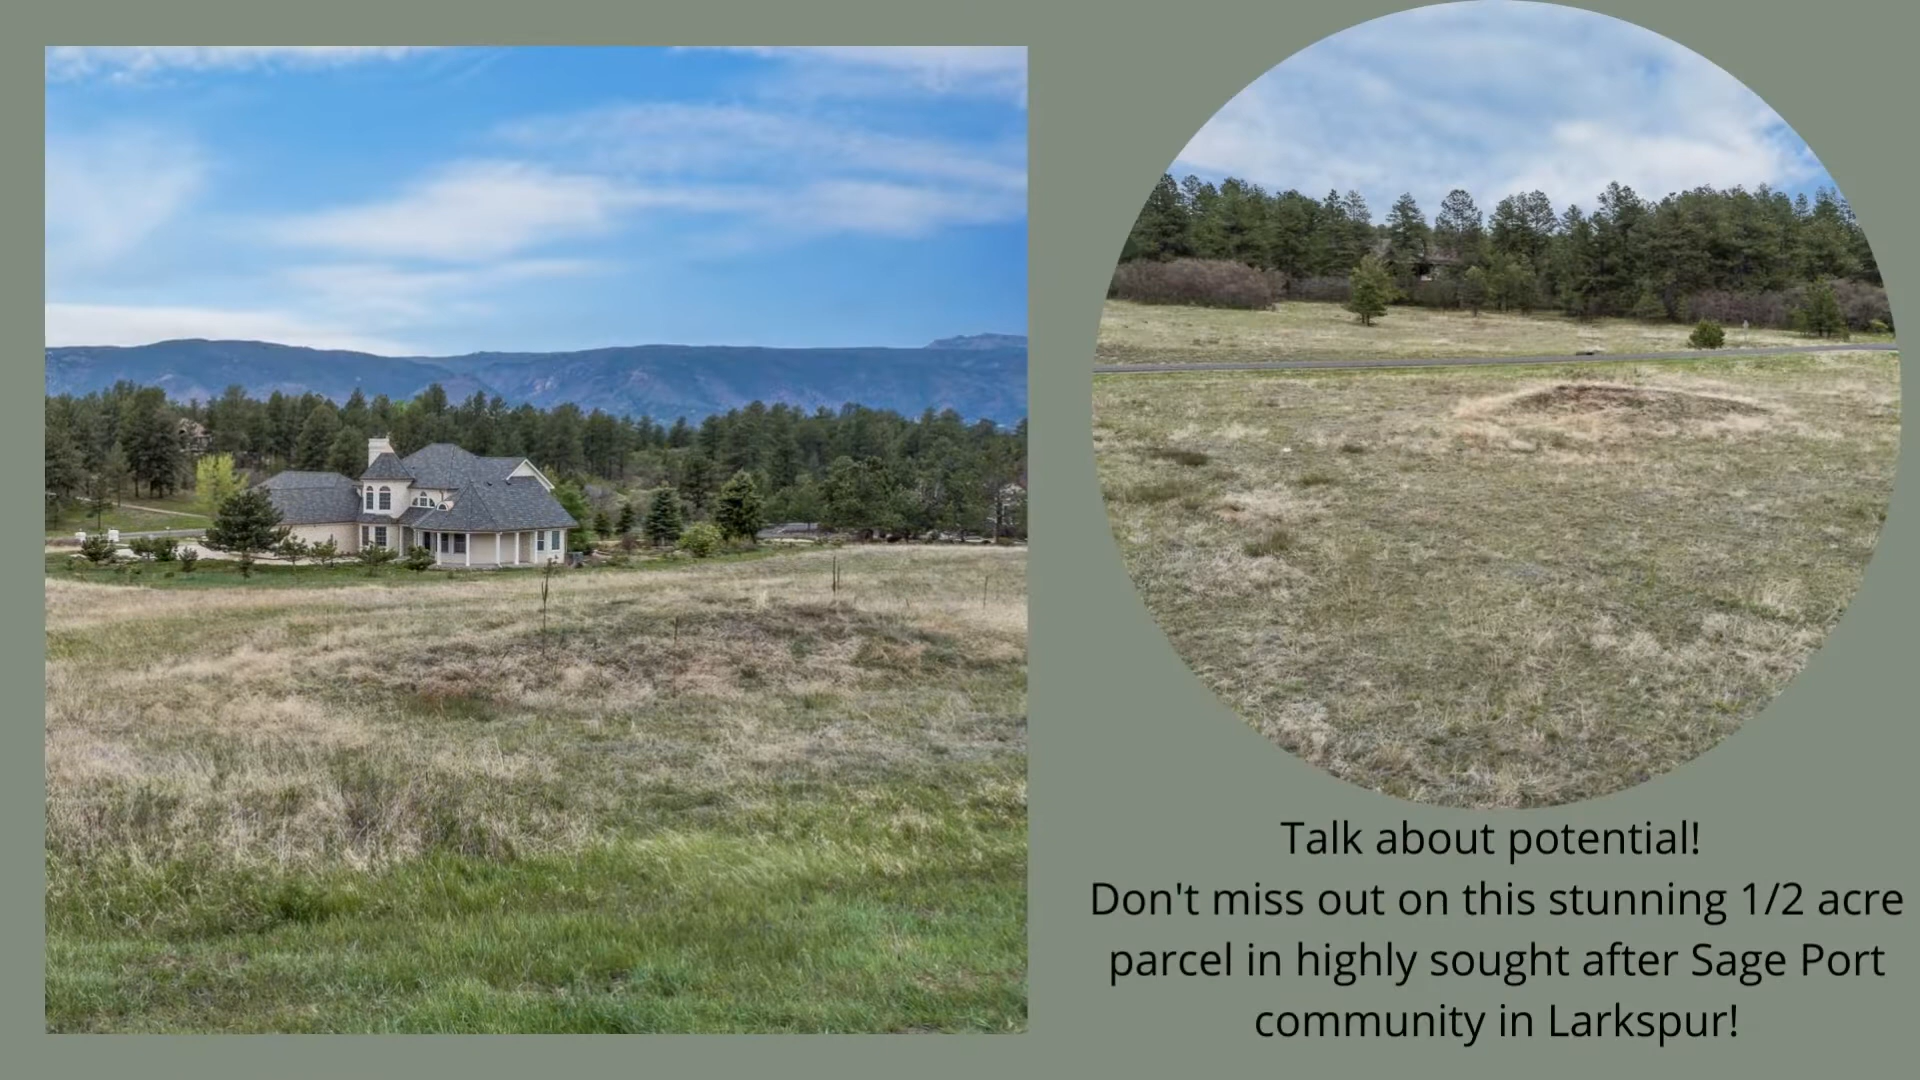 Talk about potential!
Don't miss out on this stunning 1/2 acre
parcel in highly sought after Sage Port
community in Larkspur!